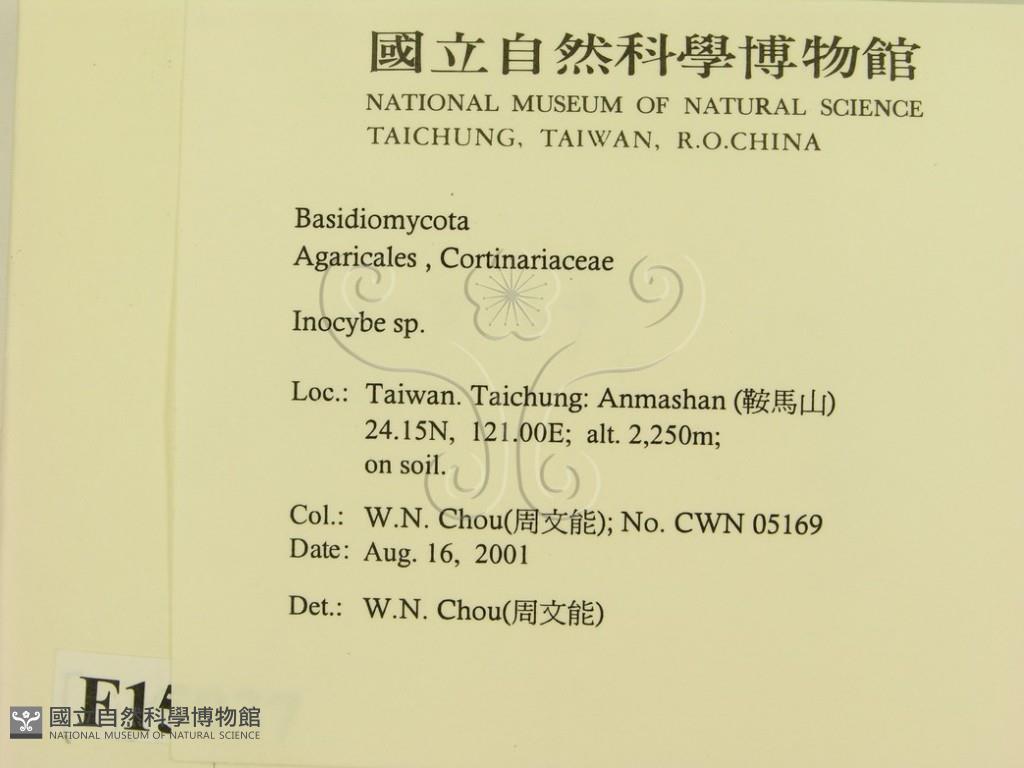 國立自然科學博物館
NATIONAL MUSEUM OF NATURAL SCIENCE
TAICHUNG, TAIWAN, R.O.CHINA
Basidiomycota
Agaricales , Cortinariaceae
Inocybe sp.
Loc.: Taiwan. Taichung: Anmashan (鞍馬山)
24.15N, 121.00E; alt. 2,250m;
on soil.
Col.: W.N. Chou(周文能); No. CWN 05169
Date: Aug. 16, 2001
Det.: W.N. Chou(周文能)
F15
國立自然科學博物館
NATIONAL MUSEUM OF NATURAL SCIENCE